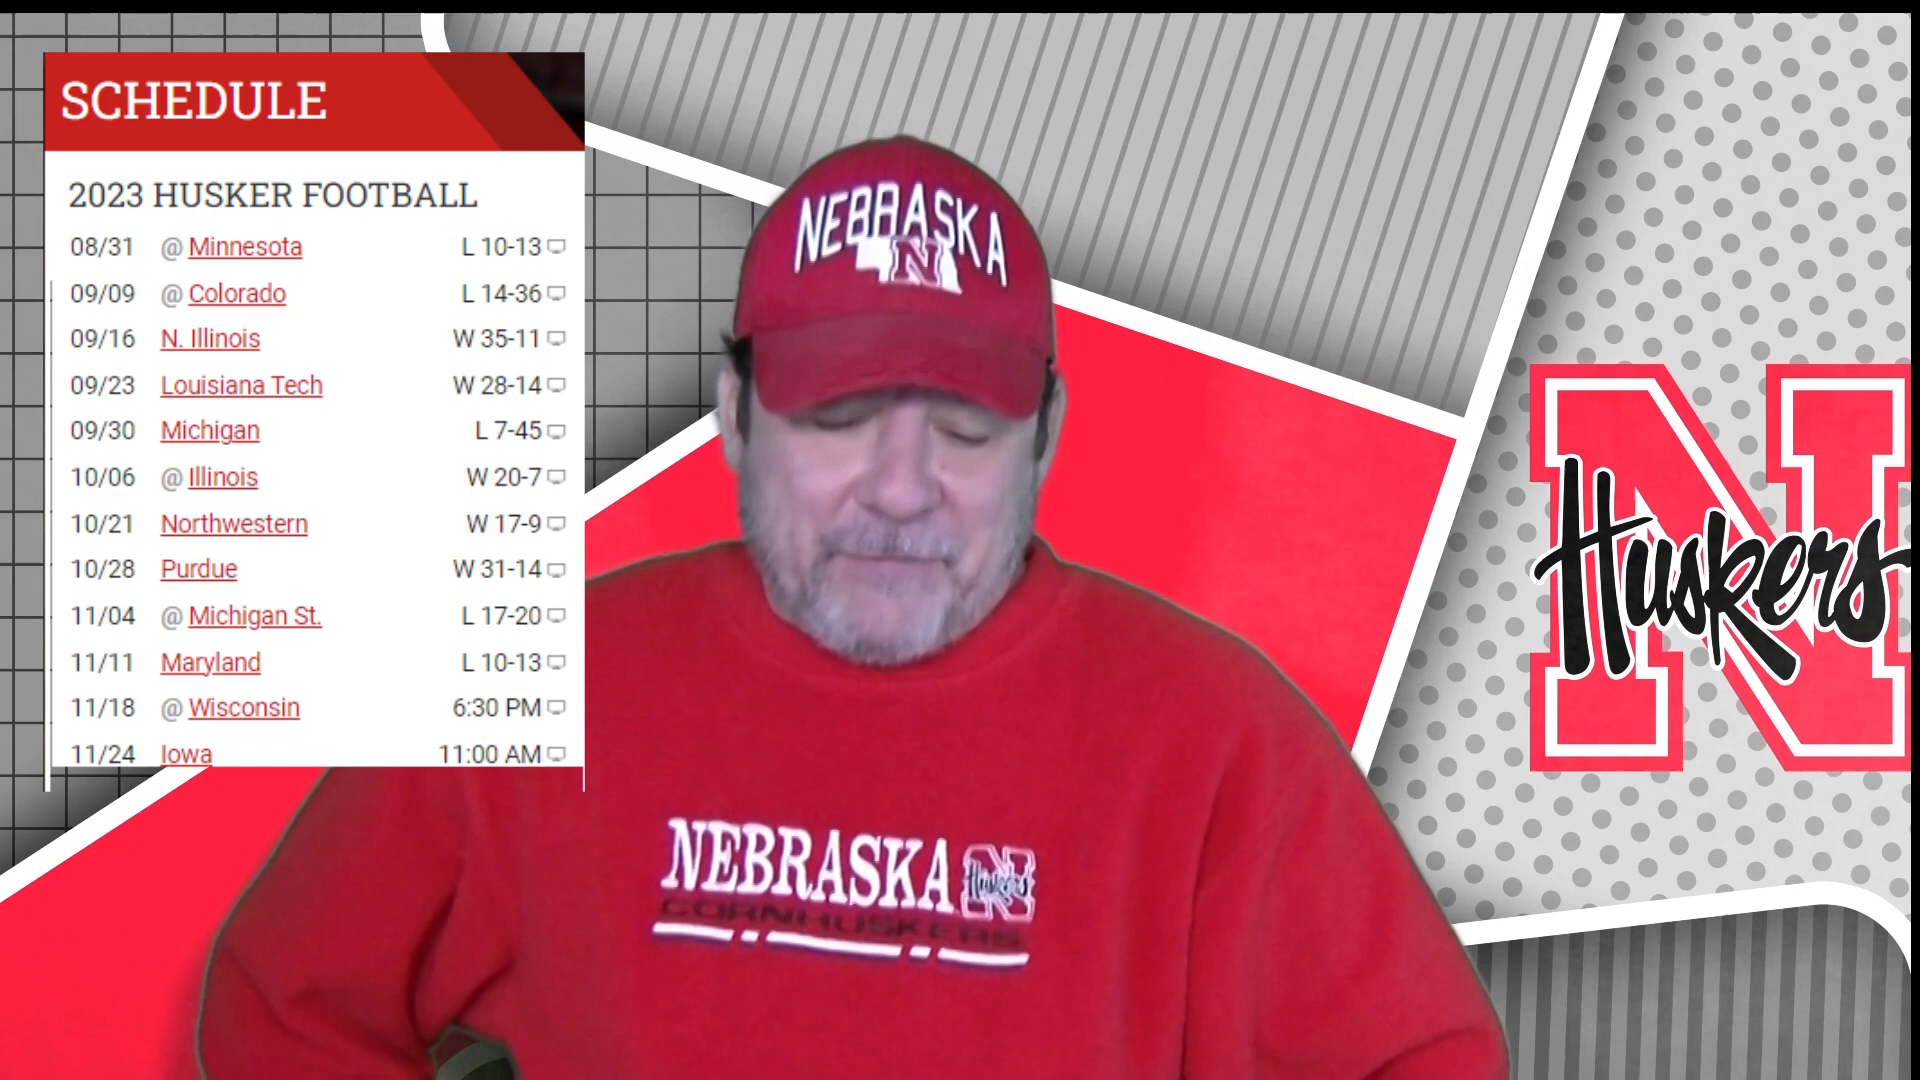 SCHEDULE
2023 HUSKER FOOTBALL
08/31 @ Minnesota L 10-13
09/09 @ Colorado L 14-36
09/16 N. Illinois W 35-11
09/23 Louisiana Tech W 28-14
09/30 Michigan L 7-45
10/06 @ Illinois W 20-7
10/21 Northwestern W 17-9
10/28 Purdue W 31-14
11/04 @ Michigan St. L 17-20
11/11 Maryland L 10-13
11/18 @ Wisconsin 6:30 PM
11/24 Iowa 11:00 AM
NEBRASKA
N
N
Huskers
NEBRASKA
N
Huskers
CORNHUSKERS